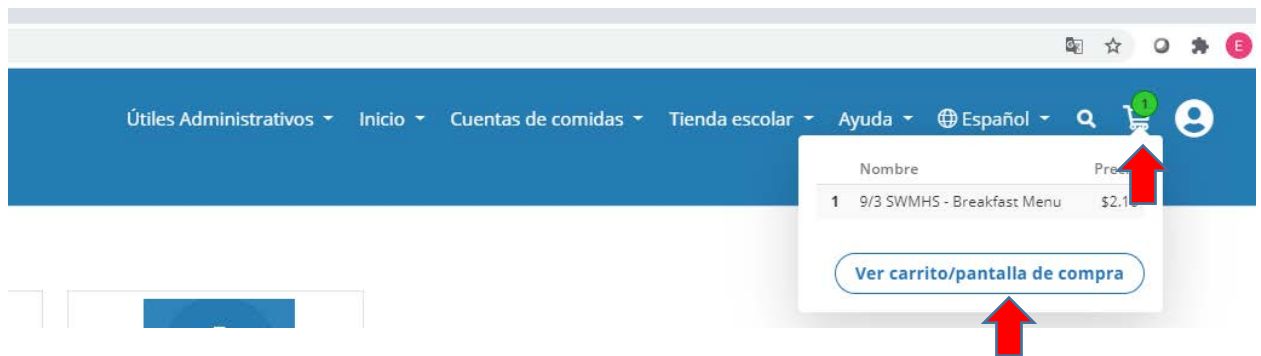 E
Útiles Administrativos Inicio Cuentas de comidas Tienda escolar Ayuda Español 1
Nombre
1 9/3 SWMHS - Breakfast Menu
Ver carrito/pantalla de compra